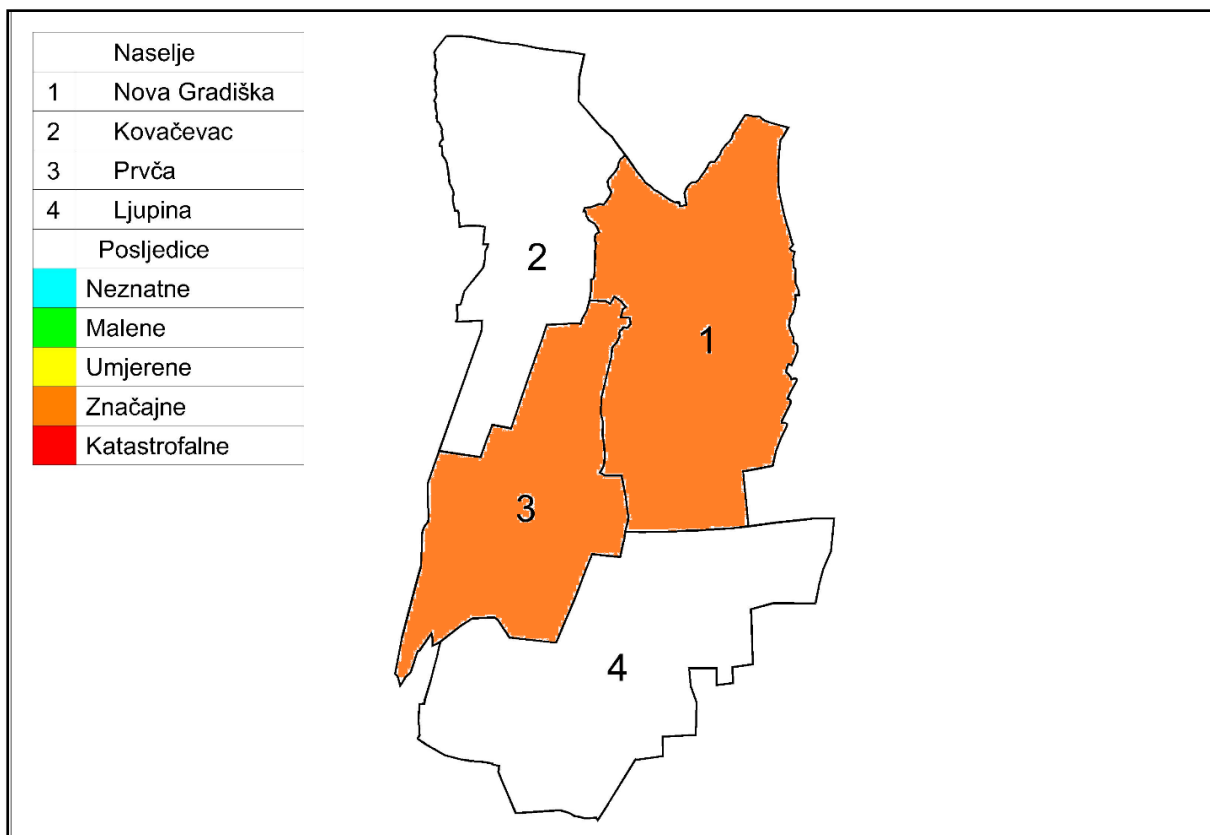 Naselje
1 Nova Gradiška
2 Kovačevac
3 Prvča
4 Ljupina
Posljedice
Neznatne
Malene
Umjerene
Značajne
Katastrofalne
2
1
3
4